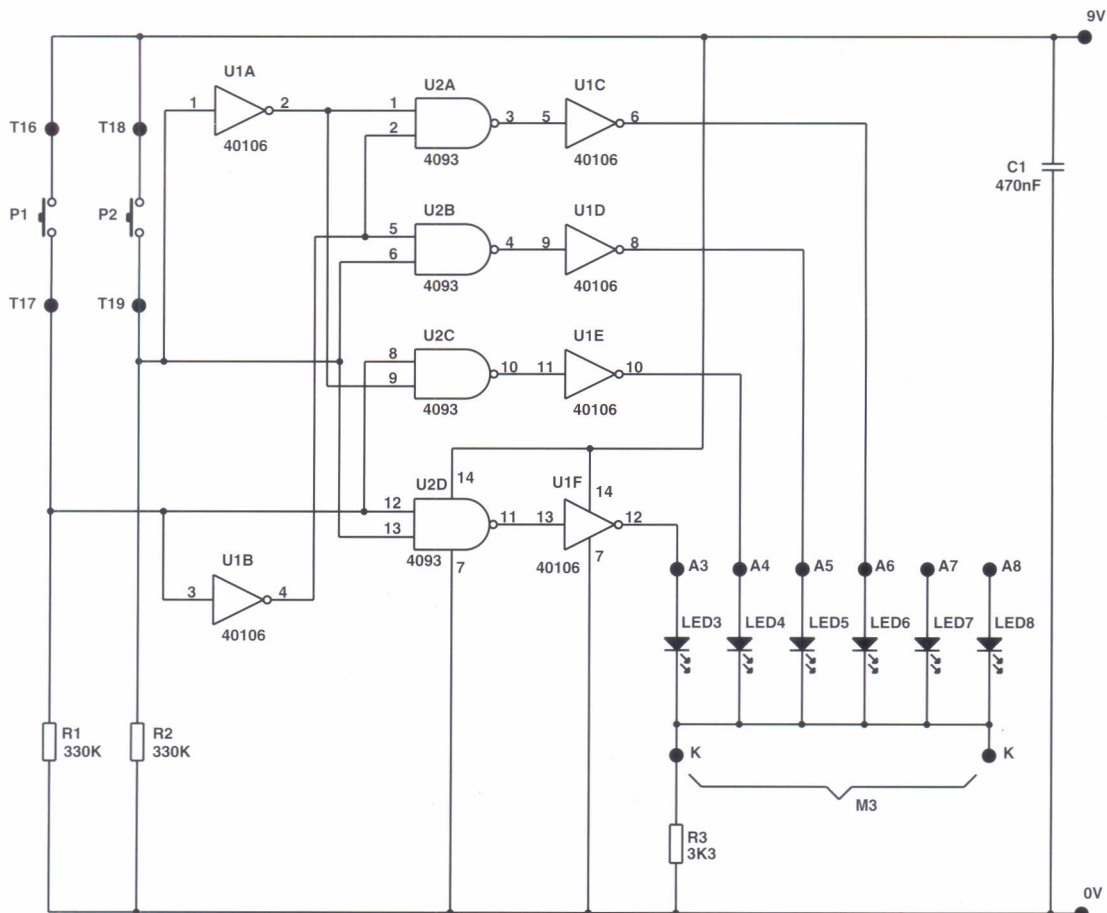 9V
U1A
U2A
U1C
1
2
1
2
3
5
6
40106
4093
40106
T16
T18
C1
470nF
P1
P2
U2B
U1D
5
6
4
9
8
4093
40106
T17
T19
U2C
U1E
8
9
10
11
10
4093
40106
U2D
14
U1F
14
12
13
11
13
12
4093
7
40106
7
U1B
3
4
40106
A3
A4
A5
A6
A7
A8
LED3
LED4
LED5
LED6
LED7
LED8
R1
330K
R2
330K
K
K
M3
R3
3K3
0V